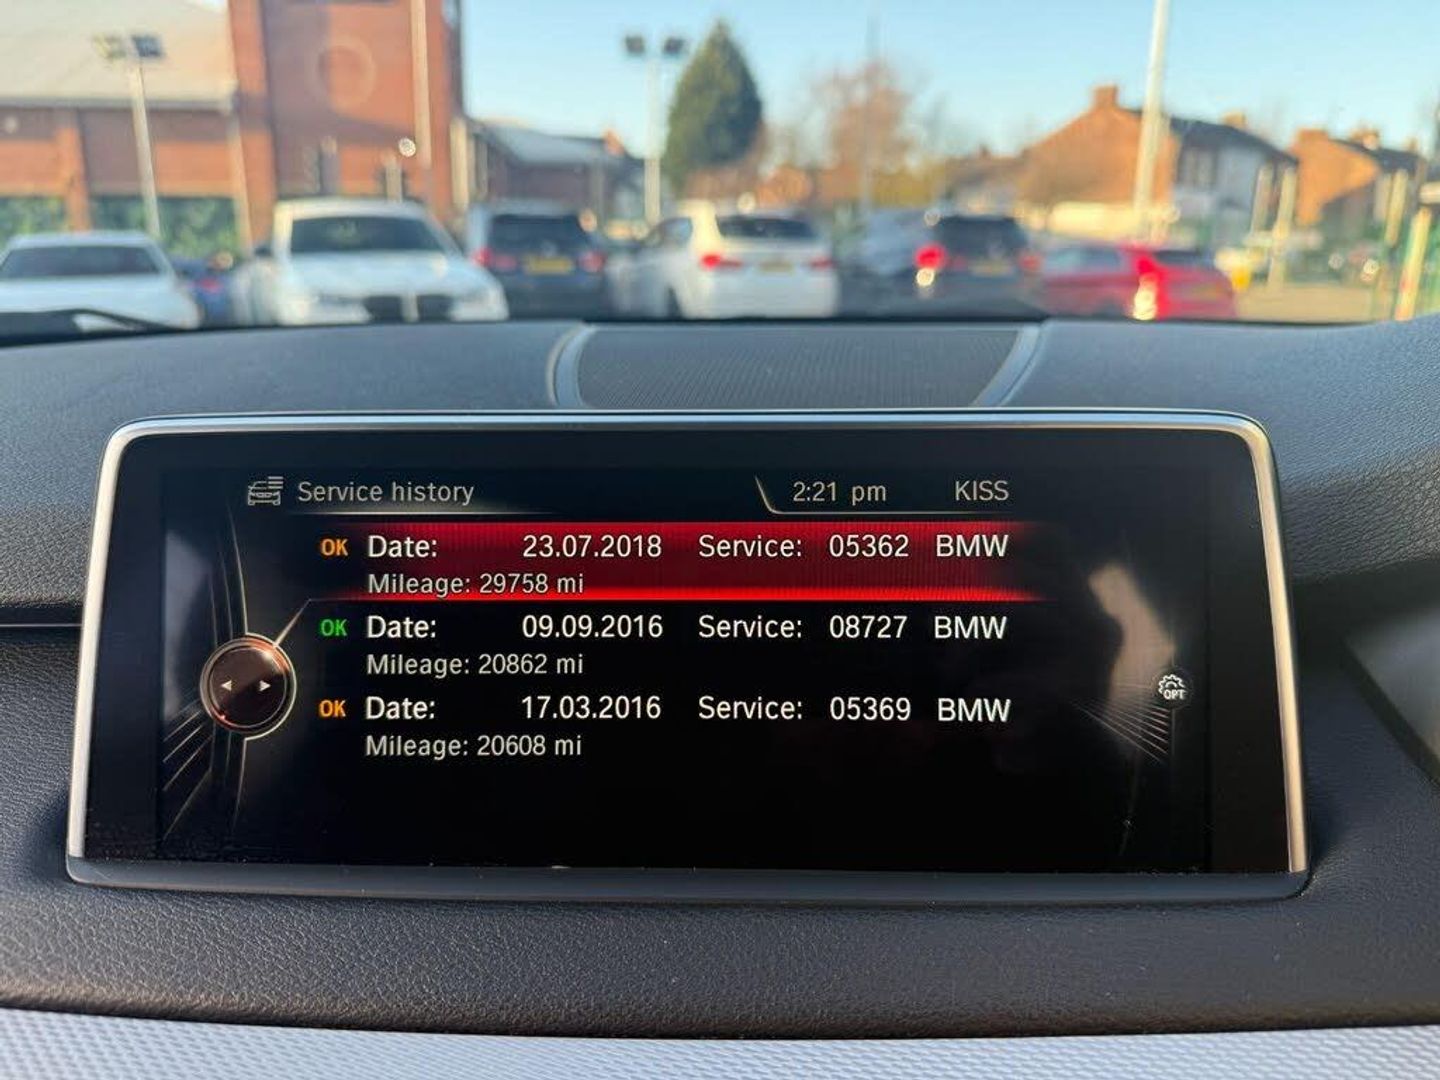 Service history 2:21 pm KISS
OK Date: 23.07.2018 Service: 05362 BMW
Mileage: 29758 mi
OK Date: 09.09.2016 Service: 08727 BMW
Mileage: 20862 mi
OK Date: 17.03.2016 Service: 05369 BMW
Mileage: 20608 mi
OPT